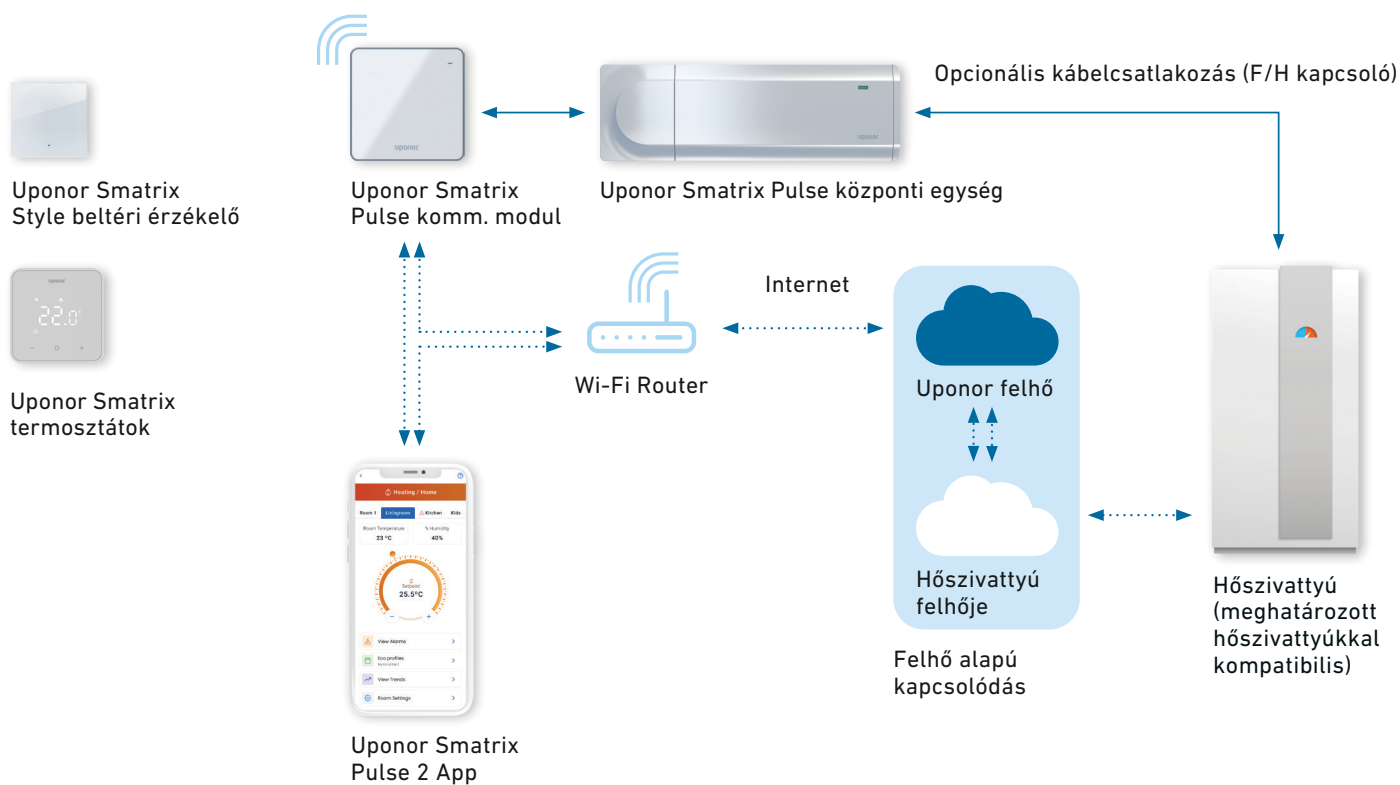 Opcionális kábelcsatlakozás (F/H kapcsoló)
uponor
uponor
Uponor Smatrix
Style beltéri érzékelő
Uponor Smatrix
Pulse komm. modul
Uponor Smatrix Pulse központi egység
uponor
22.0°
Uponor Smatrix
termosztátok
Internet
Wi-Fi Router
Uponor felhő
Hőszivattyú
felhője
Felhő alapú
kapcsolódás
Hőszivattyú
(meghatározott
hőszivattyúkkal
kompatibilis)
Heating / Home
Room 1 Livingroom Kitchen Kids
Room Temperature % Humidity
23 °C 40%
Setpoint
25.5°C
View Alarms
Eco profiles
View Trends
Room Settings
Uponor Smatrix
Pulse 2 App